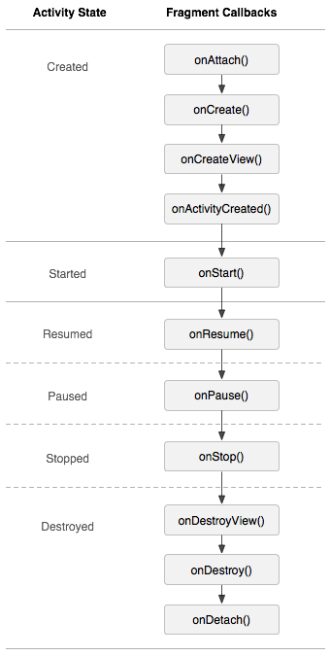 Activity State Fragment Callbacks
Created
onAttach()
onCreate()
onCreateView()
onActivityCreated()
Started
onStart()
Resumed
onResume()
Paused
onPause()
Stopped
onStop()
Destroyed
onDestroyView()
onDestroy()
onDetach()